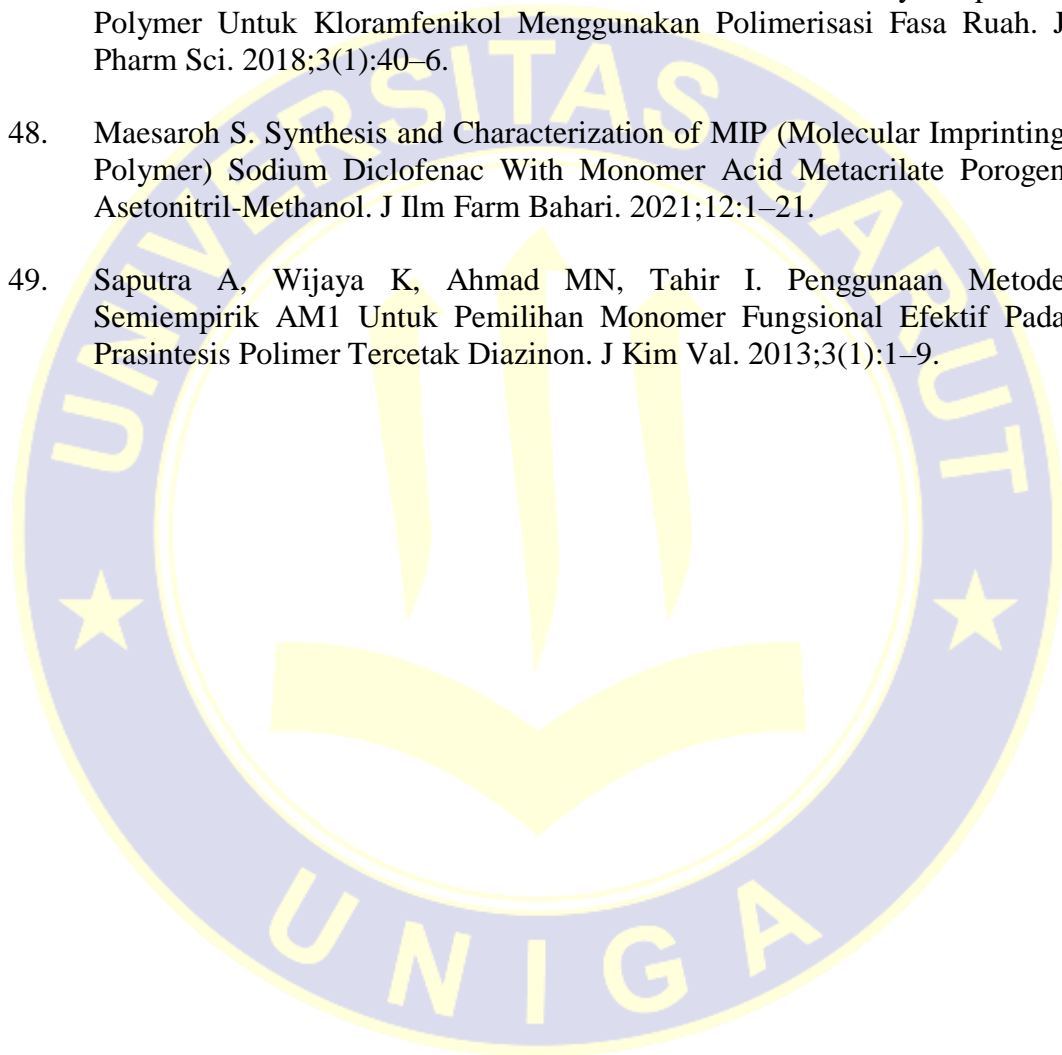 Polymer Untuk Kloramfenikol Menggunakan Polimerisasi Fasa Ruah. J
Pharm Sci. 2018;3(1):40–6.
48. Maesaroh S. Synthesis and Characterization of MIP (Molecular Imprinting
Polymer) Sodium Diclofenac With Monomer Acid Metacrilate Porogen
Asetonitril-Methanol. J Ilm Farm Bahari. 2021;12:1–21.
49. Saputra A, Wijaya K, Ahmad MN, Tahir I. Penggunaan Metode
Semiempirik AM1 Untuk Pemilihan Monomer Fungsional Efektif Pada
Prasintesis Polimer Tercetak Diazinon. J Kim Val. 2013;3(1):1–9.
UNIVERSITAS GARUT
UNIGA